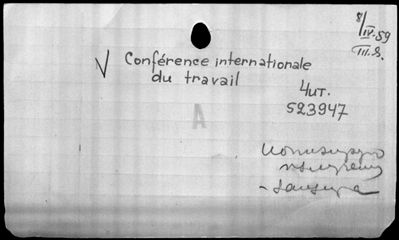 8/IV.59
III.Я.
V Conférence internationale
du travail
Чит.
523947
A